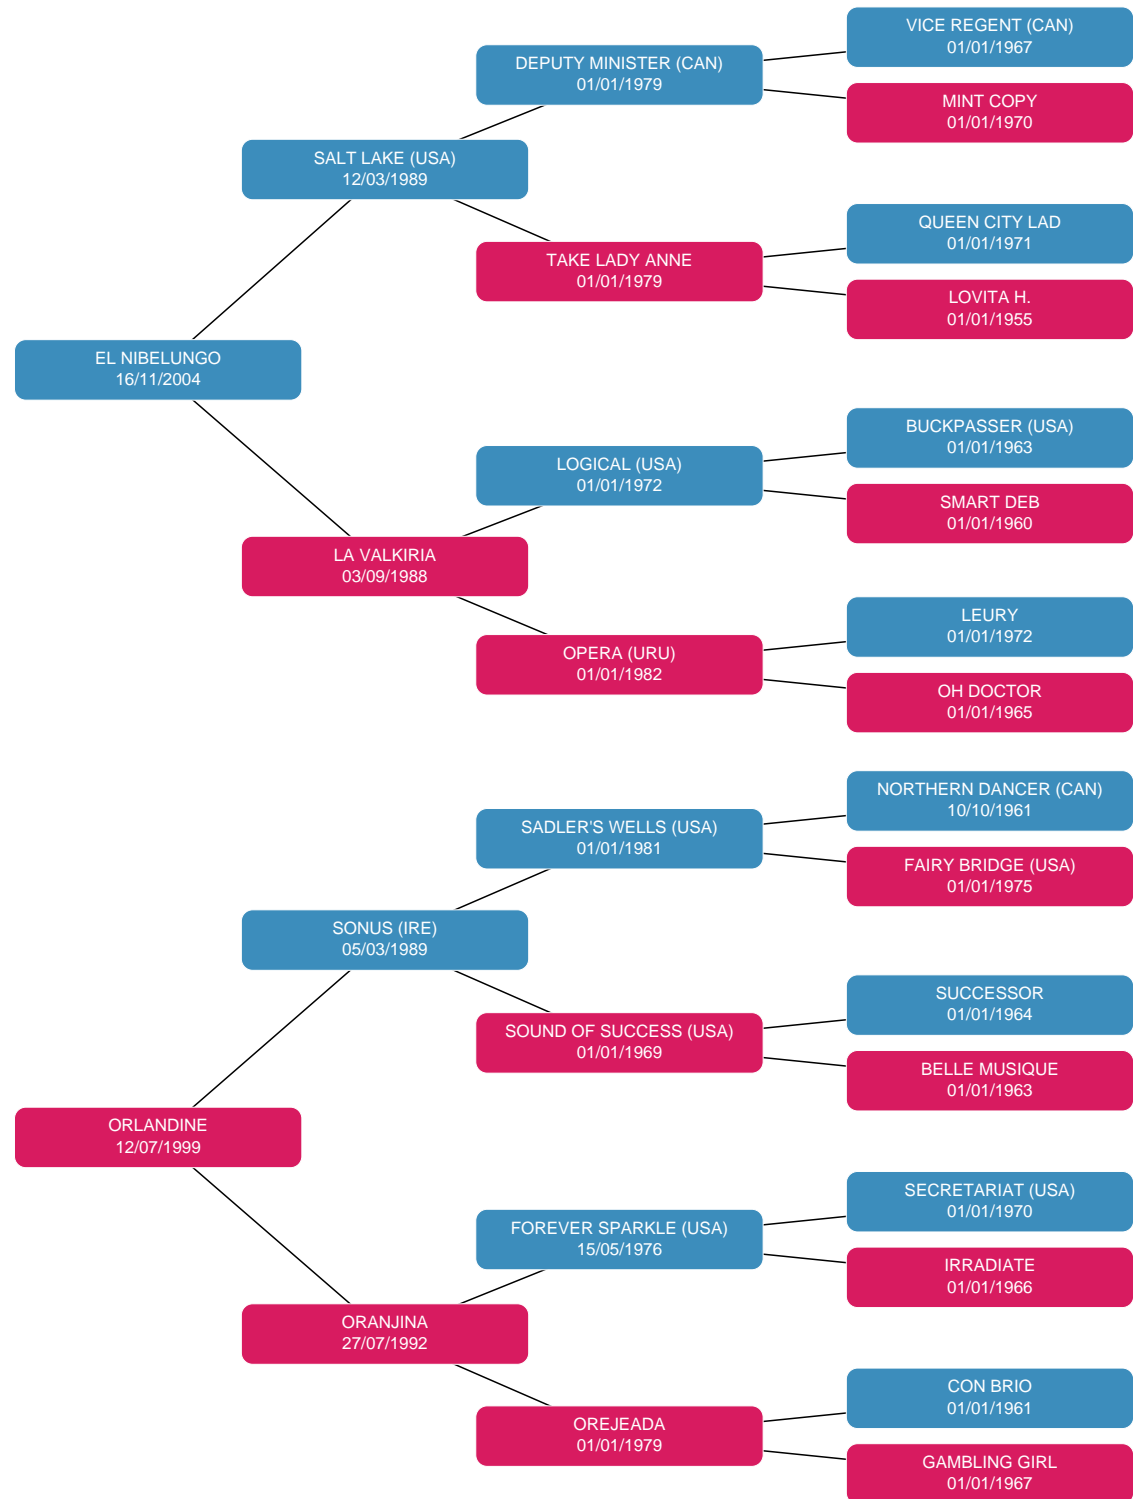 VICE REGENT (CAN)
01/01/1967
DEPUTY MINISTER (CAN)
01/01/1979
MINT COPY
01/01/1970
SALT LAKE (USA)
12/03/1989
QUEEN CITY LAD
01/01/1971
TAKE LADY ANNE
01/01/1979
LOVITA H.
01/01/1955
EL NIBELUNGO
16/11/2004
BUCKPASSER (USA)
01/01/1963
LOGICAL (USA)
01/01/1972
SMART DEB
01/01/1960
LA VALKIRIA
03/09/1988
LEURY
01/01/1972
OPERA (URU)
01/01/1982
OH DOCTOR
01/01/1965
NORTHERN DANCER (CAN)
10/10/1961
SADLER'S WELLS (USA)
01/01/1981
FAIRY BRIDGE (USA)
01/01/1975
SONUS (IRE)
05/03/1989
SUCCESSOR
01/01/1964
SOUND OF SUCCESS (USA)
01/01/1969
BELLE MUSIQUE
01/01/1963
ORLANDINE
12/07/1999
SECRETARIAT (USA)
01/01/1970
FOREVER SPARKLE (USA)
15/05/1976
IRRADIATE
01/01/1966
ORANJINA
27/07/1992
CON BRIO
01/01/1961
OREJEADA
01/01/1979
GAMBLING GIRL
01/01/1967